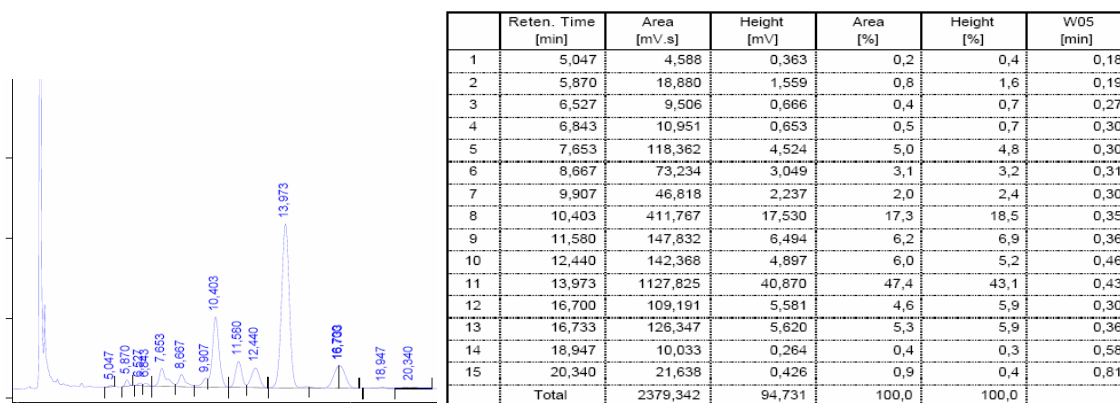 5,047
5,870
6,527
6,843
7,653
8,667
9,907
10,403
11,580
12,440
13,973
16,700
18,947
20,340
Reten. Time Area Height Area Height W05
[min] [mV.s] [mV] [%] [%] [min]
1 5,047 4,588 0,363 0,2 0,4 0,18
2 5,870 18,880 1,559 0,8 1,6 0,19
3 6,527 9,506 0,666 0,4 0,7 0,27
4 6,843 10,951 0,653 0,5 0,7 0,30
5 7,653 118,362 4,524 5,0 4,8 0,30
6 8,667 73,234 3,049 3,1 3,2 0,31
7 9,907 46,818 2,237 2,0 2,4 0,30
8 10,403 411,767 17,530 17,3 18,5 0,35
9 11,580 147,832 6,494 6,2 6,9 0,36
10 12,440 142,368 4,897 6,0 5,2 0,46
11 13,973 1127,825 40,870 47,4 43,1 0,43
12 16,700 109,191 5,581 4,6 5,9 0,30
13 16,733 126,347 5,620 5,3 5,9 0,36
14 18,947 10,033 0,264 0,4 0,3 0,58
15 20,340 21,638 0,426 0,9 0,4 0,81
Total 2379,342 94,731 100,0 100,0